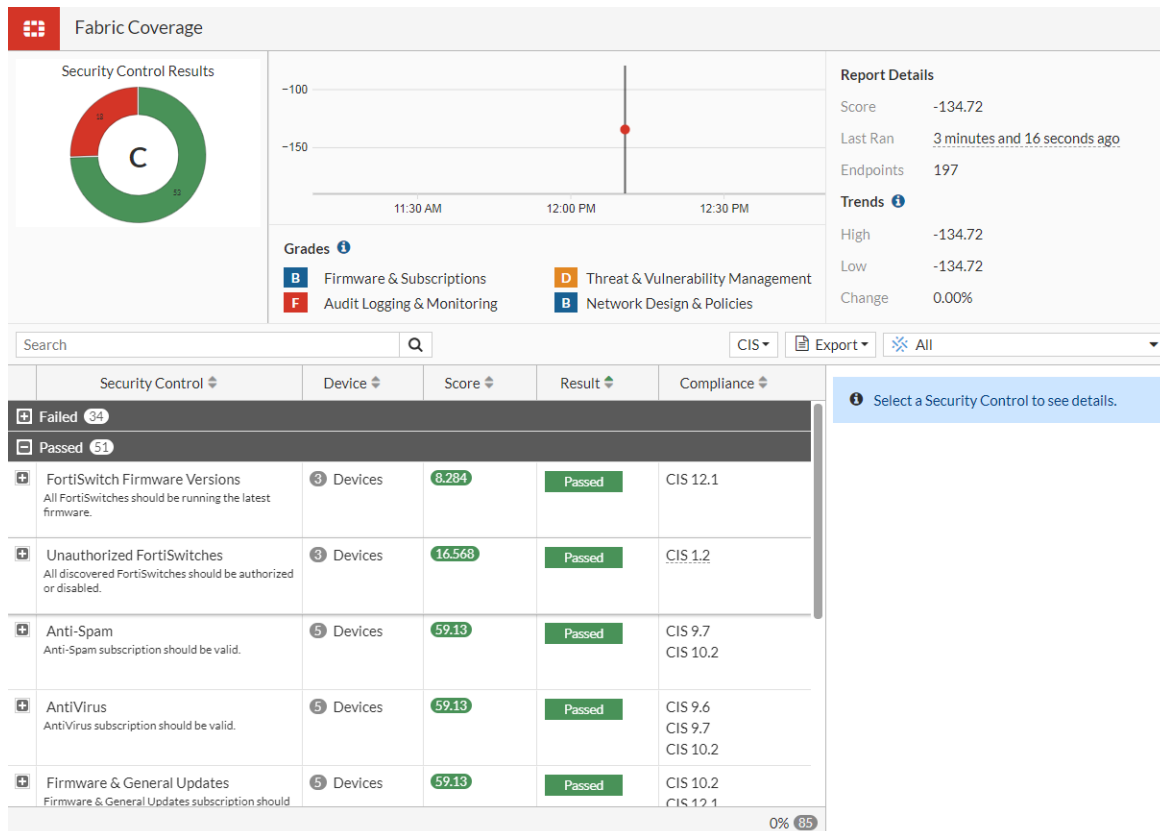 Fabric Coverage
Security Control Results
18
C
52
−100
−150
11:30 AM
12:00 PM
12:30 PM
Grades
B Firmware & Subscriptions
D Threat & Vulnerability Management
F Audit Logging & Monitoring
B Network Design & Policies
Report Details
Score -134.72
Last Ran 3 minutes and 16 seconds ago
Endpoints 197
Trends
High -134.72
Low -134.72
Change 0.00%
Search
CIS
Export
All
Security Control Device Score Result Compliance
Select a Security Control to see details.
Failed 34
Passed 51
FortiSwitch Firmware Versions 3 Devices 8.284 Passed CIS 12.1
All FortiSwitches should be running the latest
firmware.
Unauthorized FortiSwitches 3 Devices 16.568 Passed CIS 1.2
All discovered FortiSwitches should be authorized
or disabled.
Anti-Spam 5 Devices 59.13 Passed CIS 9.7
Anti-Spam subscription should be valid.
CIS 10.2
AntiVirus 5 Devices 59.13 Passed CIS 9.6
AntiVirus subscription should be valid.
CIS 9.7
CIS 10.2
Firmware & General Updates 5 Devices 59.13 Passed CIS 10.2
Firmware & General Updates subscription should
CIS 12.1
0% 85